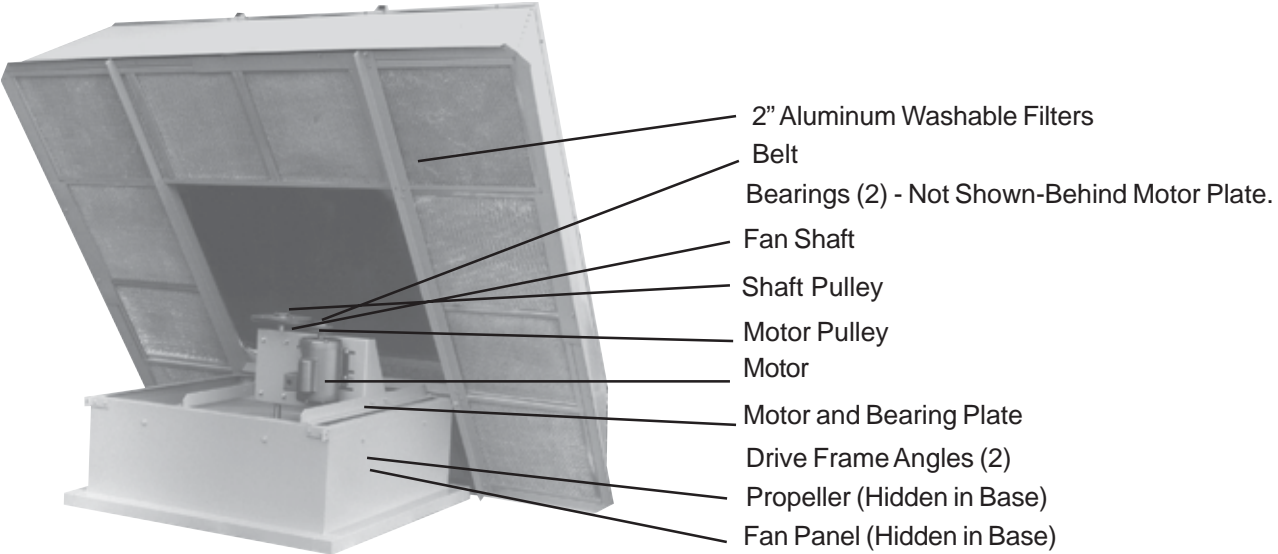 2” Aluminum Washable Filters
Belt
Bearings (2) - Not Shown-Behind Motor Plate.
Fan Shaft
Shaft Pulley
Motor Pulley
Motor
Motor and Bearing Plate
Drive Frame Angles (2)
Propeller (Hidden in Base)
Fan Panel (Hidden in Base)